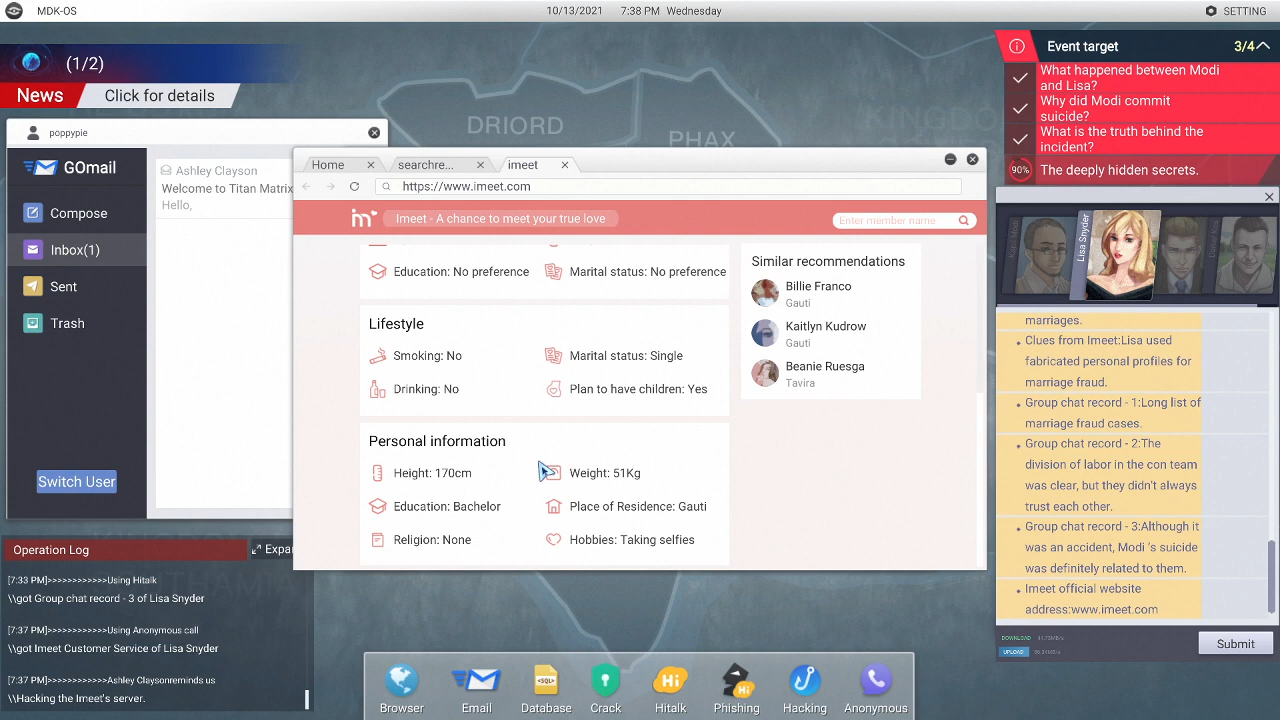 MDK-OS
10/13/2021 7:38 PM Wednesday
SETTING
(1/2)
News
Click for details
DRIORD
PHAX
Event target
3/4
What happened between Modi
and Lisa?
Why did Modi commit
suicide?
What is the truth behind the
incident?
90%
The deeply hidden secrets.
poppypie
GOmail
Compose
Inbox(1)
Sent
Trash
Switch User
Ashley Clayson
Welcome to Titan Matrix
Hello,
Home
searchre...
imeet
https://www.imeet.com
im
Imeet - A chance to meet your true love
Enter member name
Education: No preference
Marital status: No preference
Lifestyle
Smoking: No
Marital status: Single
Drinking: No
Plan to have children: Yes
Personal information
Height: 170cm
Weight: 51Kg
Education: Bachelor
Place of Residence: Gauti
Religion: None
Hobbies: Taking selfies
Similar recommendations
Billie Franco
Gauti
Kaitlyn Kudrow
Gauti
Beanie Ruesga
Tavira
Lisa Snyder
marriages.
Clues from Imeet:Lisa used
fabricated personal profiles for
marriage fraud.
Group chat record - 1:Long list of
marriage fraud cases.
Group chat record - 2:The
division of labor in the con team
was clear, but they didn't always
trust each other.
Group chat record - 3:Although it
was an accident, Modi 's suicide
was definitely related to them.
Imeet official website
address:www.imeet.com
DOWNLOAD
UPLOAD
Submit
Operation Log
Expan
[7:33 PM]>>>>>>>>>>>>Using Hitalk
\\got Group chat record - 3 of Lisa Snyder
[7:37 PM]>>>>>>>>>>>>Using Anonymous call
\\got Imeet Customer Service of Lisa Snyder
[7:37 PM]>>>>>>>>>>>>Ashley Claysonreminds us
\\Hacking the Imeet's server.
Browser
Email
<SQL>
Database
Crack
Hi
Hitalk
Hi
Phishing
Hacking
Anonymous